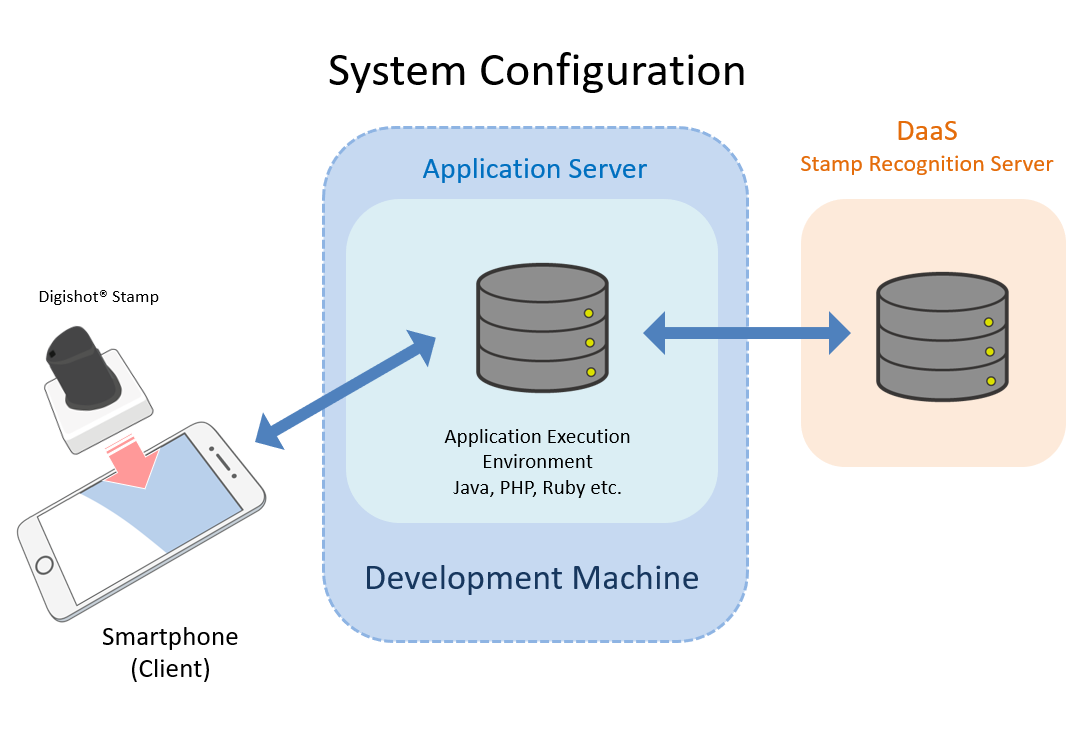 System Configuration
DaaS
Stamp Recognition Server
Application Server
Digishot® Stamp
Application Execution
Environment
Java, PHP, Ruby etc.
Development Machine
Smartphone
(Client)